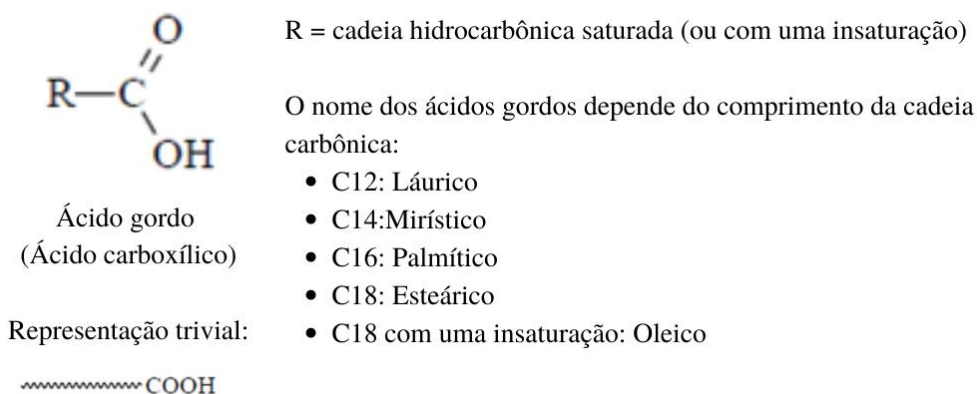 O
R—C
OH
Ácido gordo
(Ácido carboxílico)
Representação trivial:
COOH
R = cadeia hidrocarbônica saturada (ou com uma insaturação)
O nome dos ácidos gordos depende do comprimento da cadeia
carbônica:
• C12: Láurico
• C14:Mirístico
• C16: Palmítico
• C18: Esteárico
• C18 com uma insaturação: Oleico